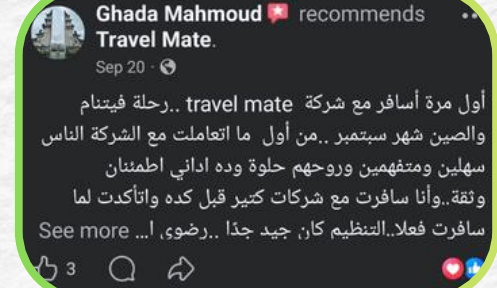 Ghada Mahmoud recommends
Travel Mate.
Sep 20 ·
أول مرة أسافر مع شركة travel mate ..رحلة فيتنام
والصين شهر سبتمبر ..من أول ما اتعاملت مع الشركة الناس
سهلين ومتفهمين وروحهم حلوة وده اداني اطمئنان
وثقة..وأنا سافرت مع شركات كتير قبل كده واتأكدت لما
سافرت فعلا..التنظيم كان جيد جدًا ..رضوى ا... See more
3